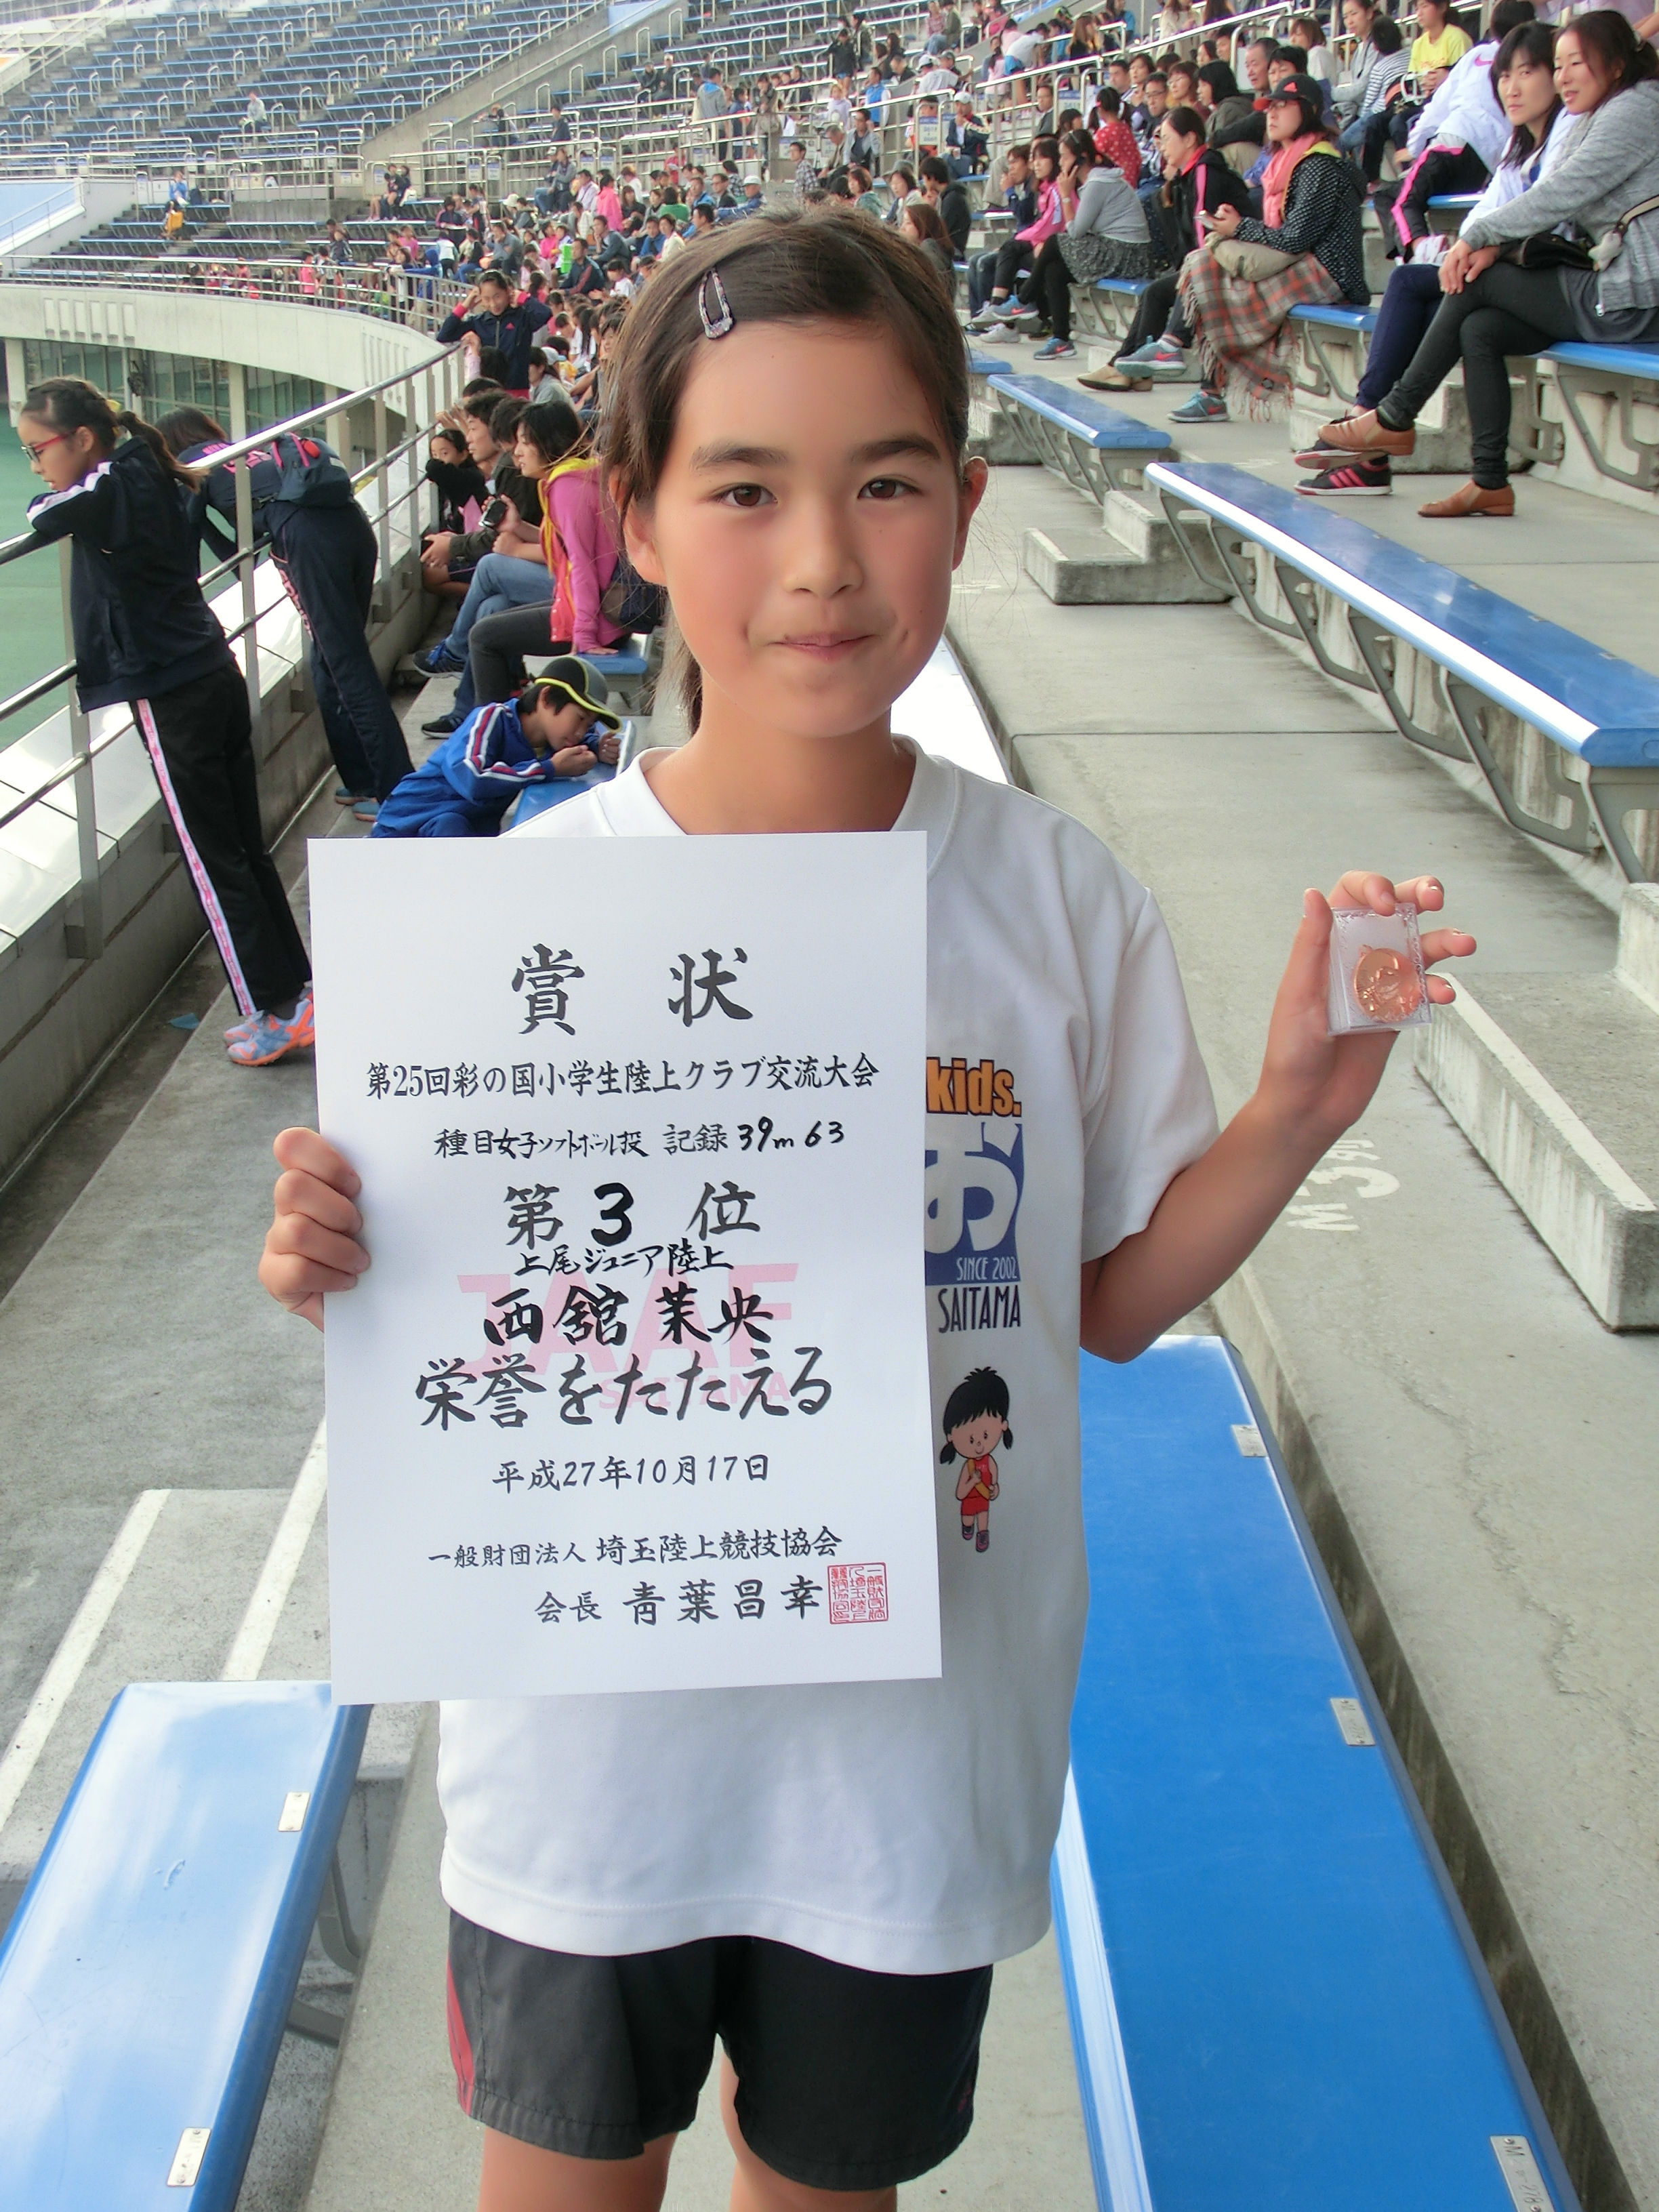 賞状
第25回彩の国小学生陸上クラブ交流大会
種目女子ソフトボール投 記録 39m 63
第 3 位
上尾ジュニア陸上
西舘 茉央
栄誉をたたえる
平成27年10月17日
一般財団法人 埼玉陸上競技協会
会長 青葉昌幸
JAAF
SAITAMA
kids.
お
SINCE 2002
SAITAMA